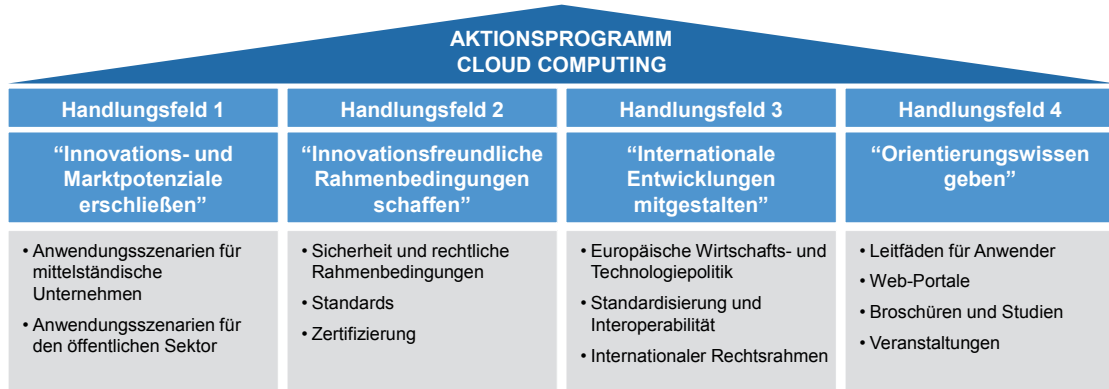 AKTIONSPROGRAMM
CLOUD COMPUTING
Handlungsfeld 1
“Innovations- und
Marktpotenziale
erschließen”
• Anwendungsszenarien für
mittelständische
Unternehmen
• Anwendungsszenarien für
den öffentlichen Sektor
Handlungsfeld 2
“Innovationsfreundliche
Rahmenbedingungen
schaffen”
• Sicherheit und rechtliche
Rahmenbedingungen
• Standards
• Zertifizierung
Handlungsfeld 3
“Internationale
Entwicklungen
mitgestalten”
• Europäische Wirtschafts- und
Technologiepolitik
• Standardisierung und
Interoperabilität
• Internationaler Rechtsrahmen
Handlungsfeld 4
“Orientierungswissen
geben”
• Leitfäden für Anwender
• Web-Portale
• Broschüren und Studien
• Veranstaltungen